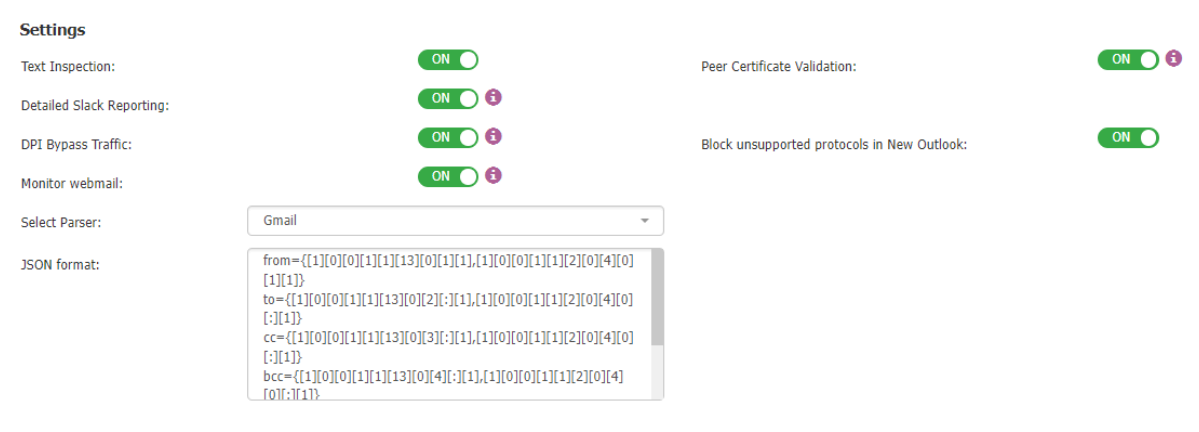 Settings
Text Inspection: ON
Peer Certificate Validation: ON
Detailed Slack Reporting: ON
DPI Bypass Traffic: ON
Block unsupported protocols in New Outlook: ON
Monitor webmail: ON
Select Parser: Gmail
JSON format:
from={[1][0][0][1][1][13][0][1][1],[1][0][0][1][1][2][0][4][0]
[1][1]}
to={[1][0][0][1][1][13][0][2][:][1],[1][0][0][1][1][2][0][4][0]
[:][1]}
cc={[1][0][0][1][1][13][0][3][:][1],[1][0][0][1][1][2][0][4][0]
[:][1]}
bcc={[1][0][0][1][1][13][0][4][:][1],[1][0][0][1][1][2][0][4]
[0][:][1]}